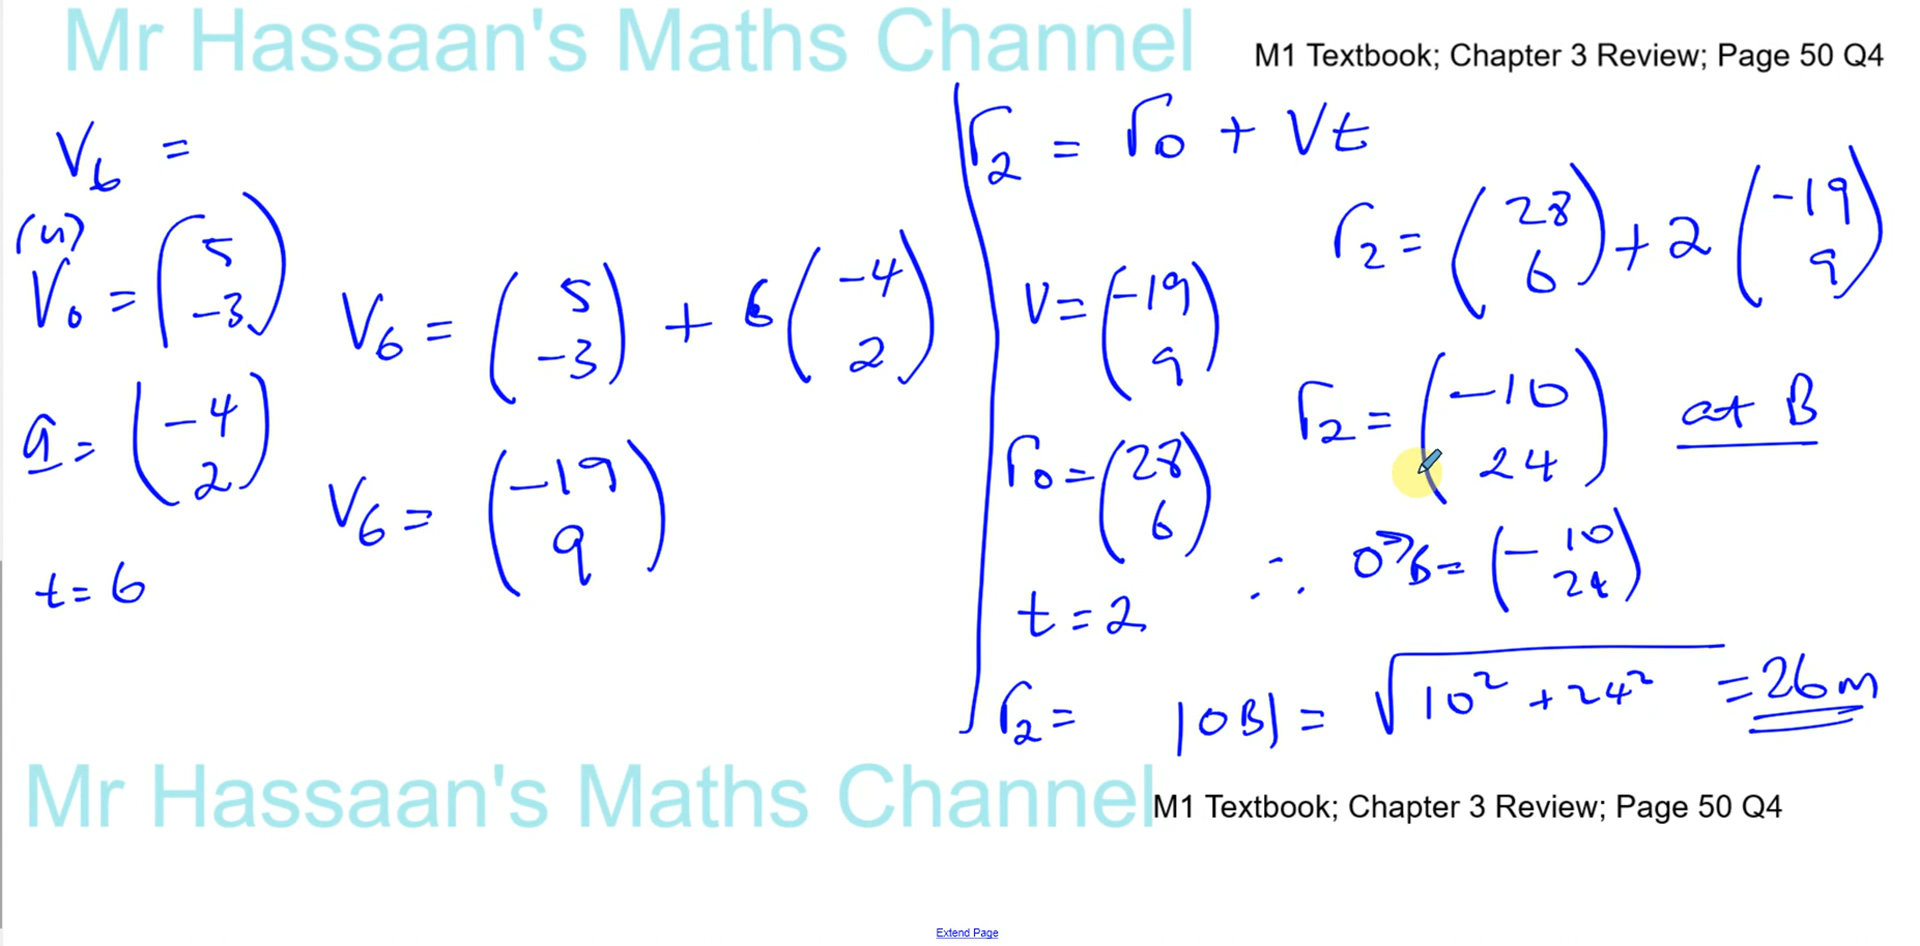 Mr Hassaan's Maths Channel
M1 Textbook; Chapter 3 Review; Page 50 Q4
V₆ =
(u)
V₀ = (5, -3)
a = (-4, 2)
t = 6
V₆ = (5, -3) + 6(-4, 2)
V₆ = (-19, 9)
r₂ = r₀ + Vt
V = (-19, 9)
r₀ = (28, 6)
t = 2
r₂ =
r₂ = (28, 6) + 2(-19, 9)
r₂ = (-10, 24) at B
∴ OB = (-10, 24)
|OB| = √(10² + 24²) = 26m
Mr Hassaan's Maths Channel
M1 Textbook; Chapter 3 Review; Page 50 Q4
Extend Page